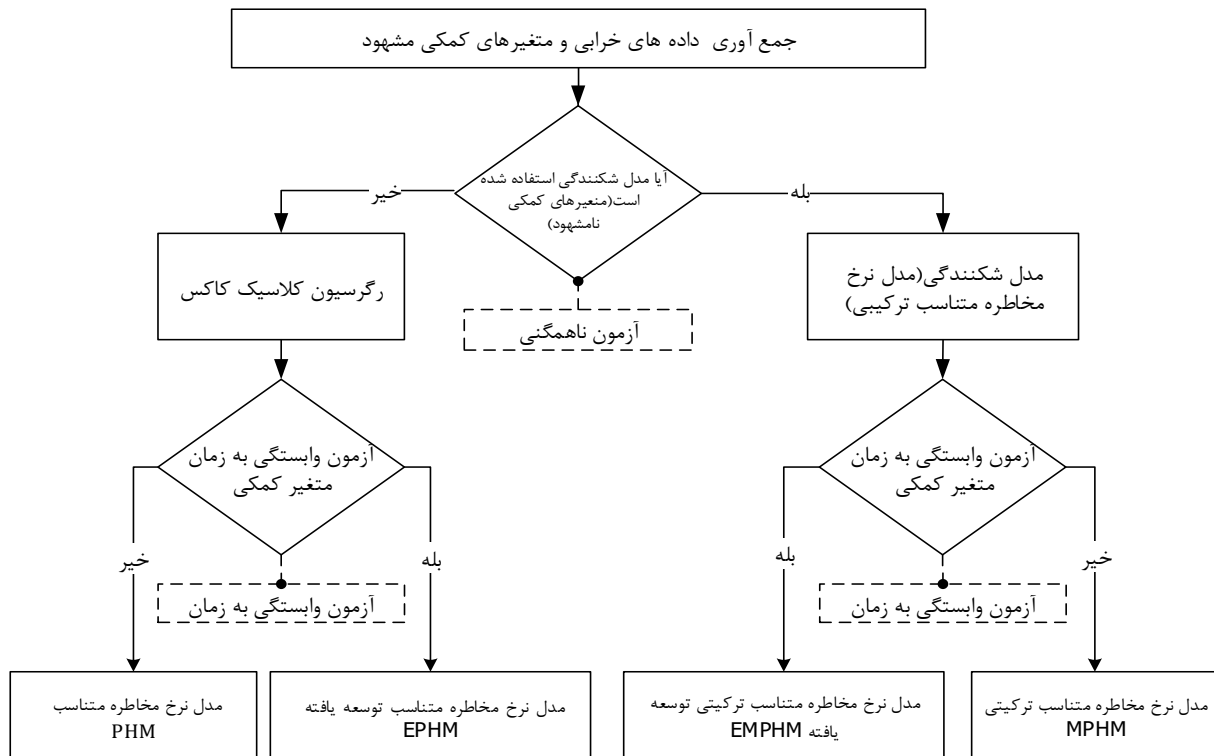 جمع آوری داده های خرابی و متغیرهای کمکی مشهود
آیا مدل شکنندگی استفاده شده
است(متعیرهای کمکی
نامشهود)
خیر
بله
آزمون ناهمگنی
رگرسیون کلاسیک کاکس
مدل شکنندگی(مدل نرخ
مخاطره متناسب ترکیبی)
آزمون وابستگی به زمان
متغیر کمکی
خیر
بله
آزمون وابستگی به زمان
آزمون وابستگی به زمان
متغیر کمکی
بله
خیر
آزمون وابستگی به زمان
مدل نرخ مخاطره متناسب
PHM
مدل نرخ مخاطره متناسب توسعه یافته
EPHM
مدل نرخ مخاطره متناسب ترکیتی توسعه
یافته EMPHM
مدل نرخ مخاطره متناسب ترکیتی
MPHM